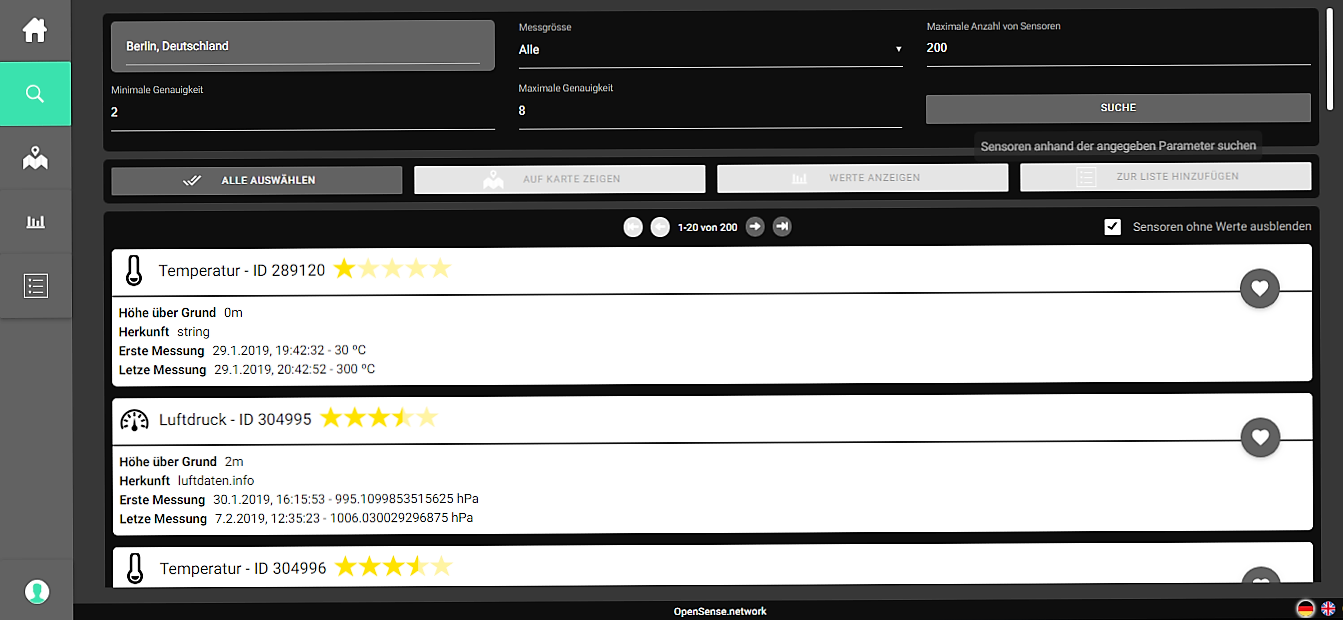 Berlin, Deutschland
Messgrösse
Alle
Maximale Anzahl von Sensoren
200
Minimale Genauigkeit
2
Maximale Genauigkeit
8
SUCHE
Sensoren anhand der angegeben Parameter suchen
ALLE AUSWÄHLEN
AUF KARTE ZEIGEN
WERTE ANZEIGEN
ZUR LISTE HINZUFÜGEN
1-20 von 200
Sensoren ohne Werte ausblenden
Temperatur - ID 289120
Höhe über Grund 0m
Herkunft string
Erste Messung 29.1.2019, 19:42:32 - 30 ºC
Letze Messung 29.1.2019, 20:42:52 - 300 ºC
Luftdruck - ID 304995
Höhe über Grund 2m
Herkunft luftdaten.info
Erste Messung 30.1.2019, 16:15:53 - 995.1099853515625 hPa
Letze Messung 7.2.2019, 12:35:23 - 1006.030029296875 hPa
Temperatur - ID 304996
OpenSense.network